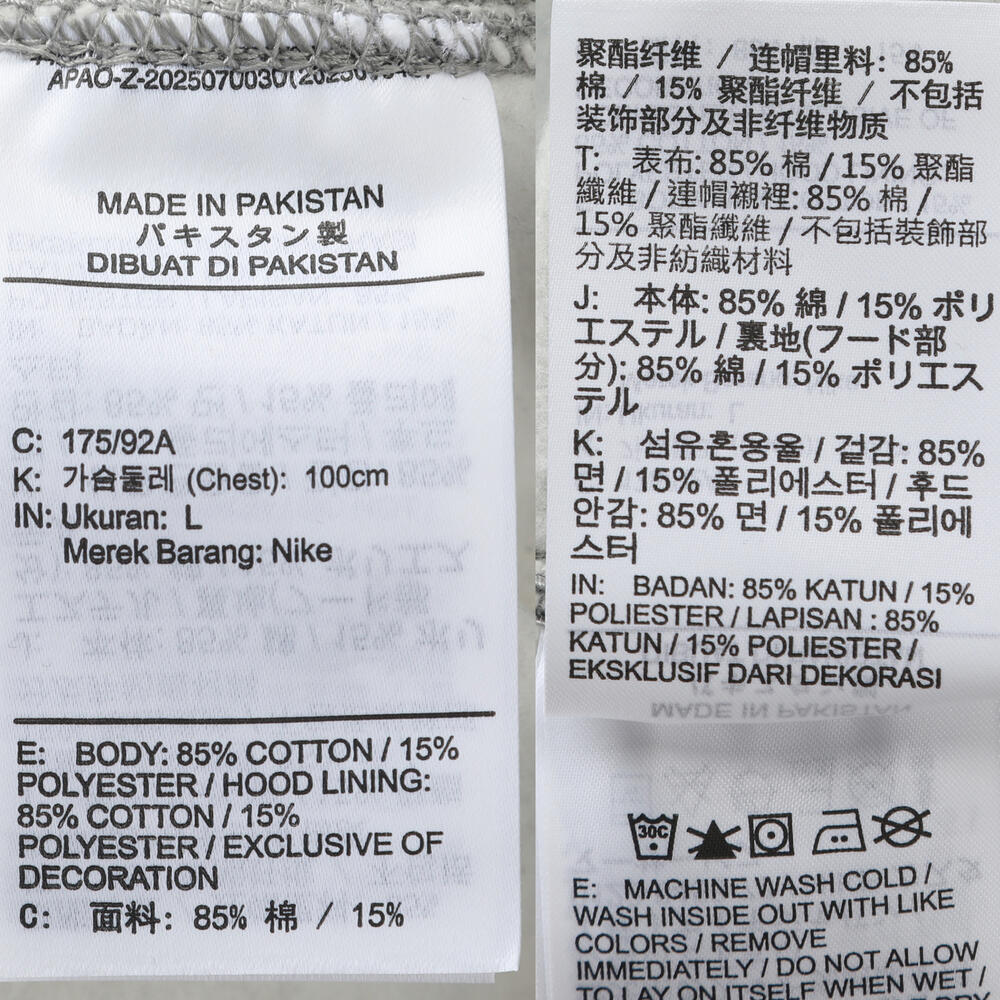 MADE IN PAKISTAN
パキスタン製
DIBUAT DI PAKISTAN
C: 175/92A
K: 가슴둘레 (Chest): 100cm
IN: Ukuran: L
Merek Barang: Nike
E: BODY: 85% COTTON / 15%
POLYESTER / HOOD LINING:
85% COTTON / 15%
POLYESTER / EXCLUSIVE OF
DECORATION
C: 面料: 85% 棉 / 15%
聚酯纤维 / 连帽里料: 85%
棉 / 15% 聚酯纤维 / 不包括
装饰部分及非纤维物质
T: 表布: 85% 棉 / 15% 聚酯
纖維 / 連帽襯裡: 85% 棉 /
15% 聚酯纖維 / 不包括裝飾部
分及非紡織材料
J: 本体: 85% 綿 / 15% ポリ
エステル / 裏地(フード部
分): 85% 綿 / 15% ポリエス
テル
K: 섬유혼용율 / 겉감: 85%
면 / 15% 폴리에스터 / 후드
안감: 85% 면 / 15% 폴리에
스터
IN: BADAN: 85% KATUN / 15%
POLIESTER / LAPISAN : 85%
KATUN / 15% POLIESTER /
EKSKLUSIF DARI DEKORASI
30C
E: MACHINE WASH COLD /
WASH INSIDE OUT WITH LIKE
COLORS / REMOVE
IMMEDIATELY / DO NOT ALLOW
TO LAY ON ITSELF WHEN WET /